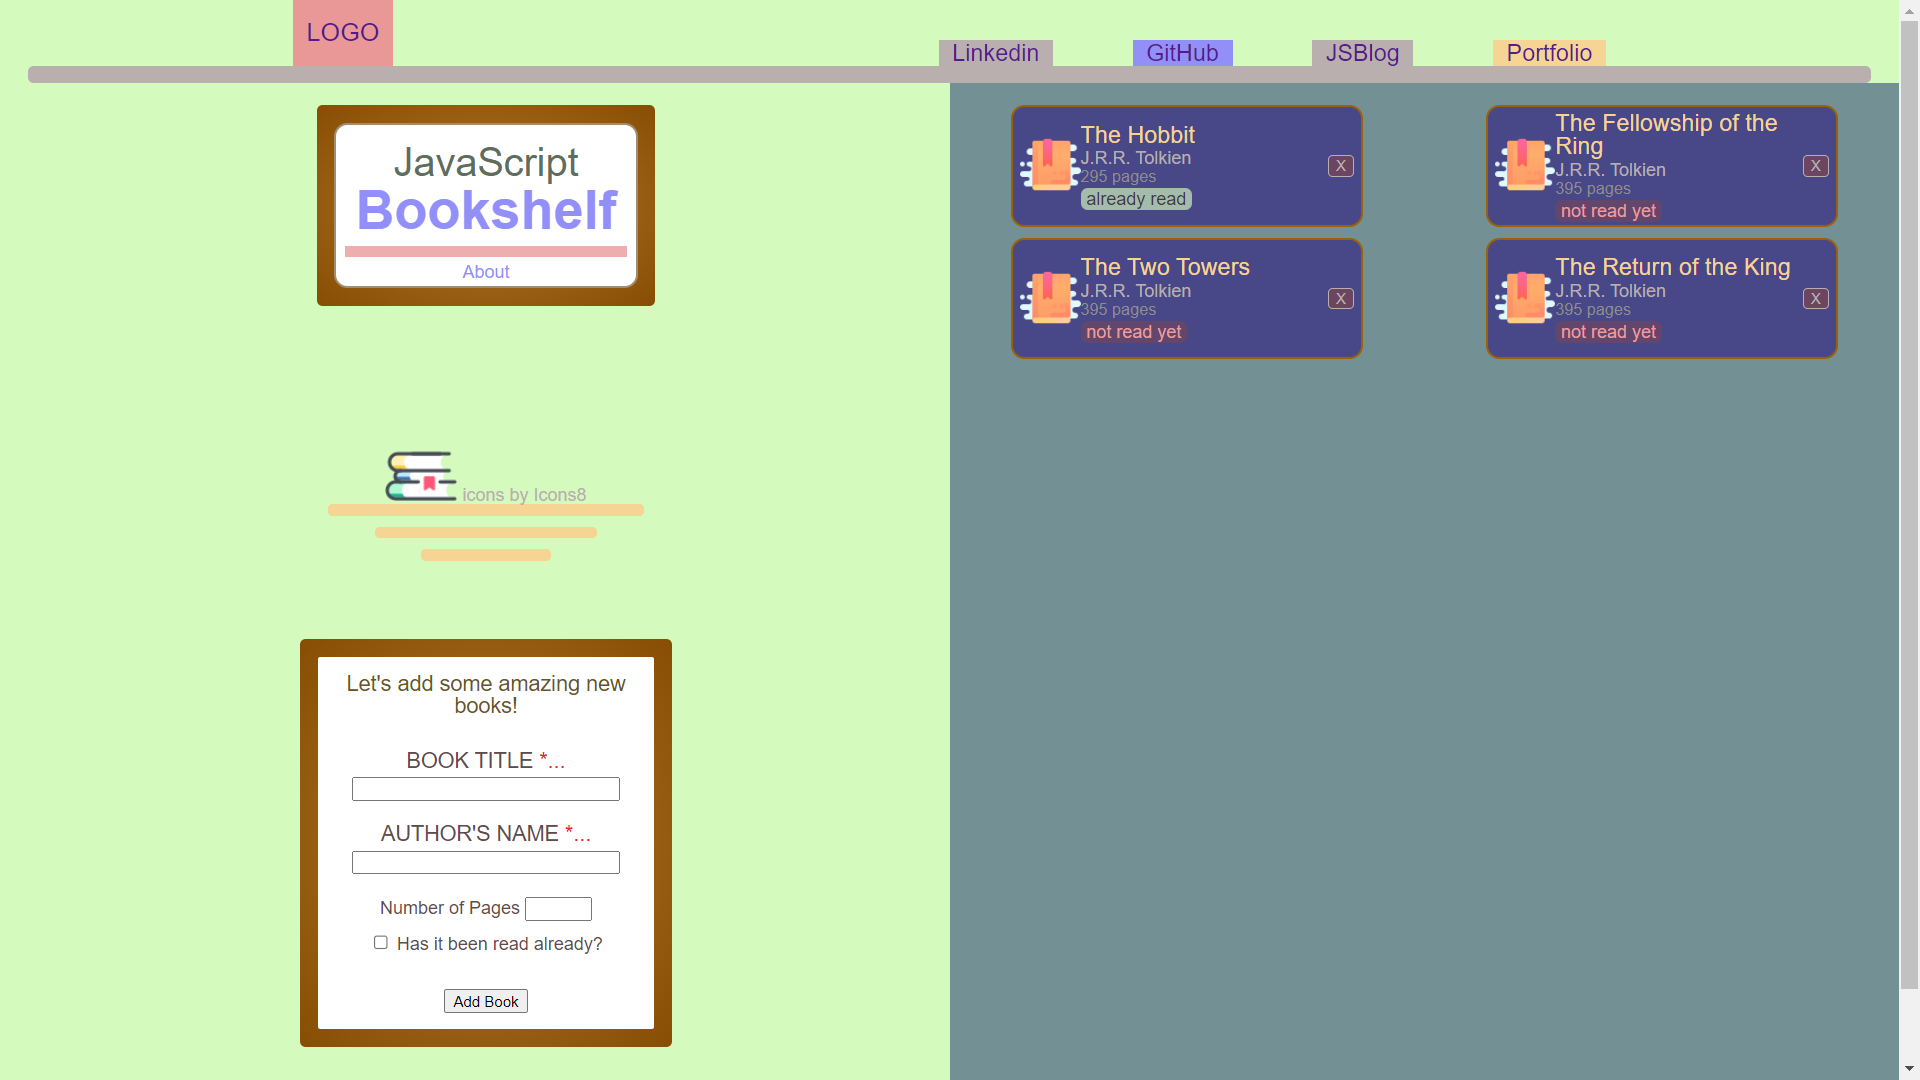 LOGO
Linkedin
GitHub
JSBlog
Portfolio
JavaScript
Bookshelf
About
icons by Icons8
Let's add some amazing new
books!
BOOK TITLE *...
AUTHOR'S NAME *...
Number of Pages
Has it been read already?
Add Book
The Hobbit
J.R.R. Tolkien
295 pages
already read
X
The Fellowship of the
Ring
J.R.R. Tolkien
395 pages
not read yet
X
The Two Towers
J.R.R. Tolkien
395 pages
not read yet
X
The Return of the King
J.R.R. Tolkien
395 pages
not read yet
X